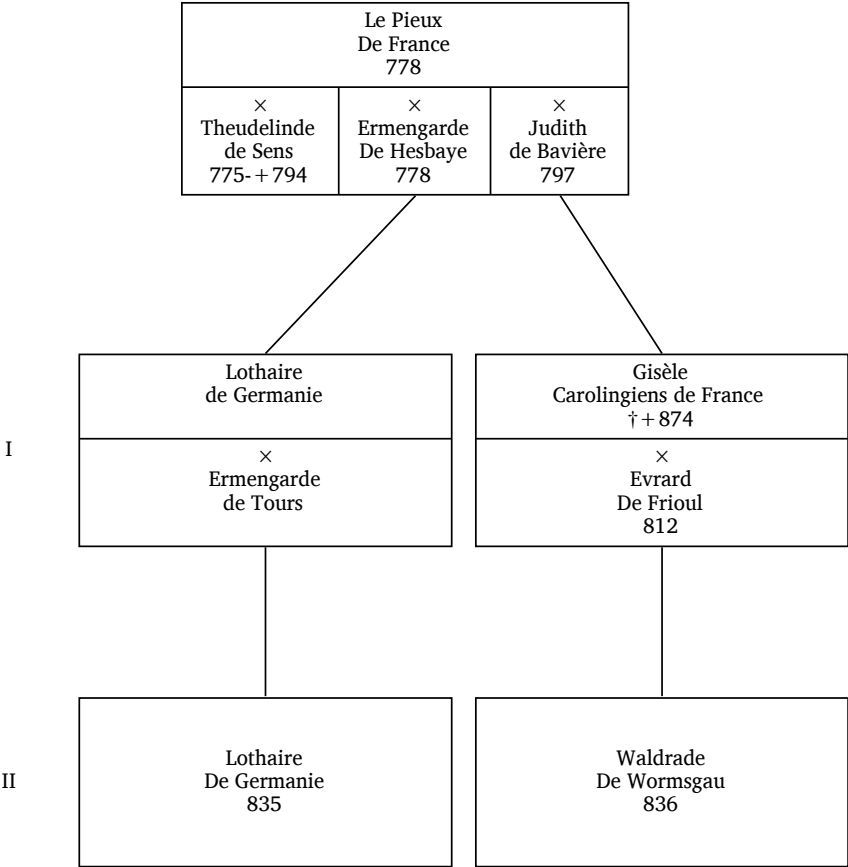 Le Pieux
De France
778
×
Theudelinde
de Sens
775-+794
×
Ermengarde
De Hesbaye
778
×
Judith
de Bavière
797
I
Lothaire
de Germanie
×
Ermengarde
de Tours
Gisèle
Carolingiens de France
†+874
×
Evrard
De Frioul
812
II
Lothaire
De Germanie
835
Waldrade
De Wormsgau
836